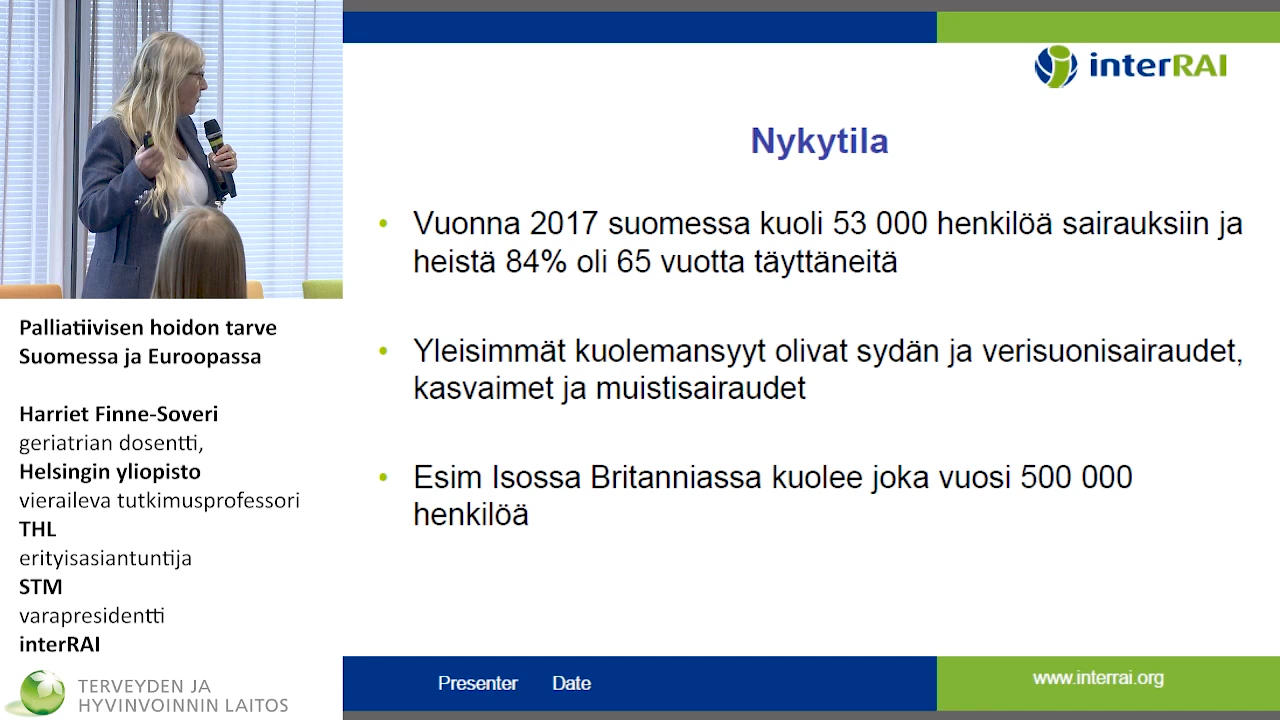 interRAI
Nykytila
• Vuonna 2017 suomessa kuoli 53 000 henkilöä sairauksiin ja
heistä 84% oli 65 vuotta täyttäneitä
• Yleisimmät kuolemansyyt olivat sydän ja verisuonisairaudet,
kasvaimet ja muistisairaudet
• Esim Isossa Britanniassa kuolee joka vuosi 500 000
henkilöä
Presenter Date
www.interrai.org
Palliatiivisen hoidon tarve
Suomessa ja Euroopassa
Harriet Finne-Soveri
geriatrian dosentti,
Helsingin yliopisto
vieraileva tutkimusprofessori
THL
erityisasiantuntija
STM
varapresidentti
interRAI
TERVEYDEN JA
HYVINVOINNIN LAITOS